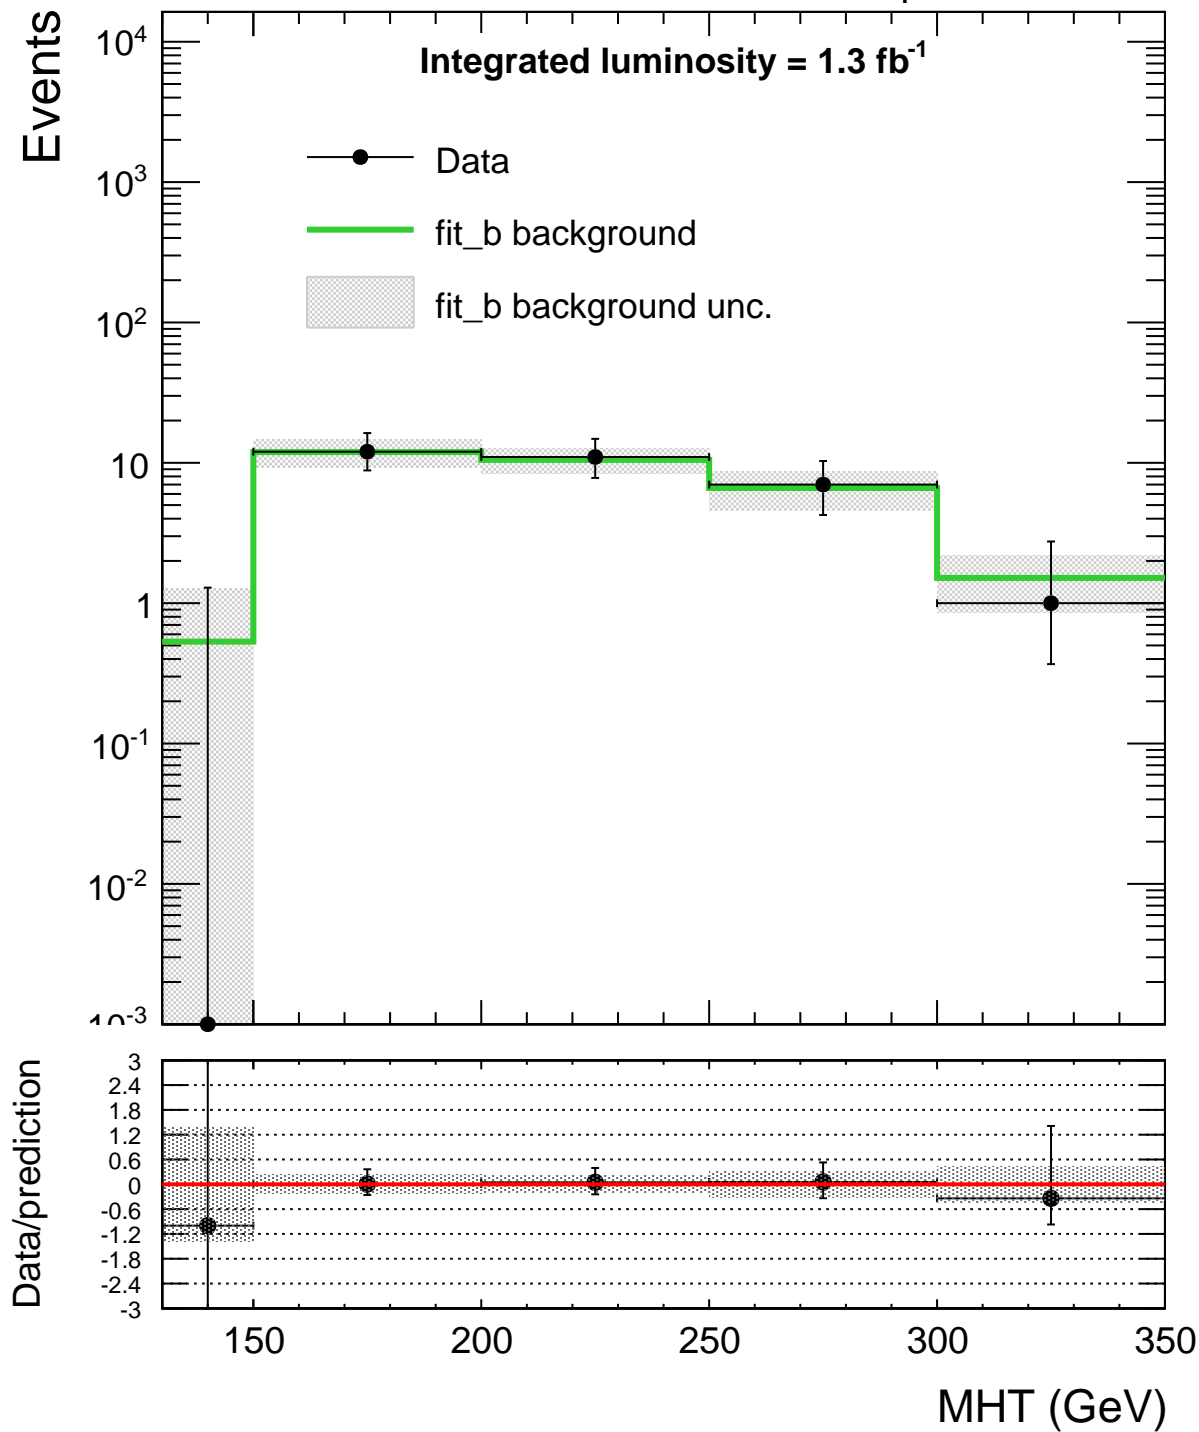 Events
10^4
10^3
10^2
10
1
10^-1
10^-2
10^-3
Integrated luminosity = 1.3 fb^-1
Data
fit_b background
fit_b background unc.
Data/prediction
3
2.4
1.8
1.2
0.6
0
-0.6
-1.2
-1.8
-2.4
-3
150 200 250 300 350
MHT (GeV)